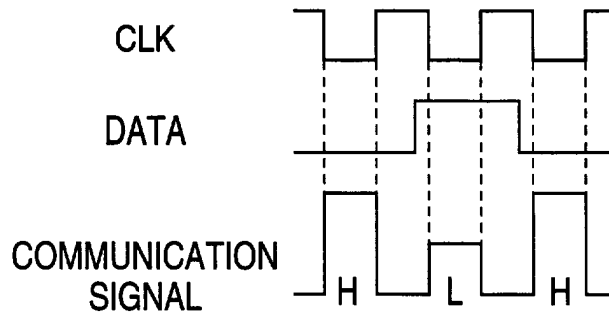 CLK
DATA
COMMUNICATION
SIGNAL
H L H